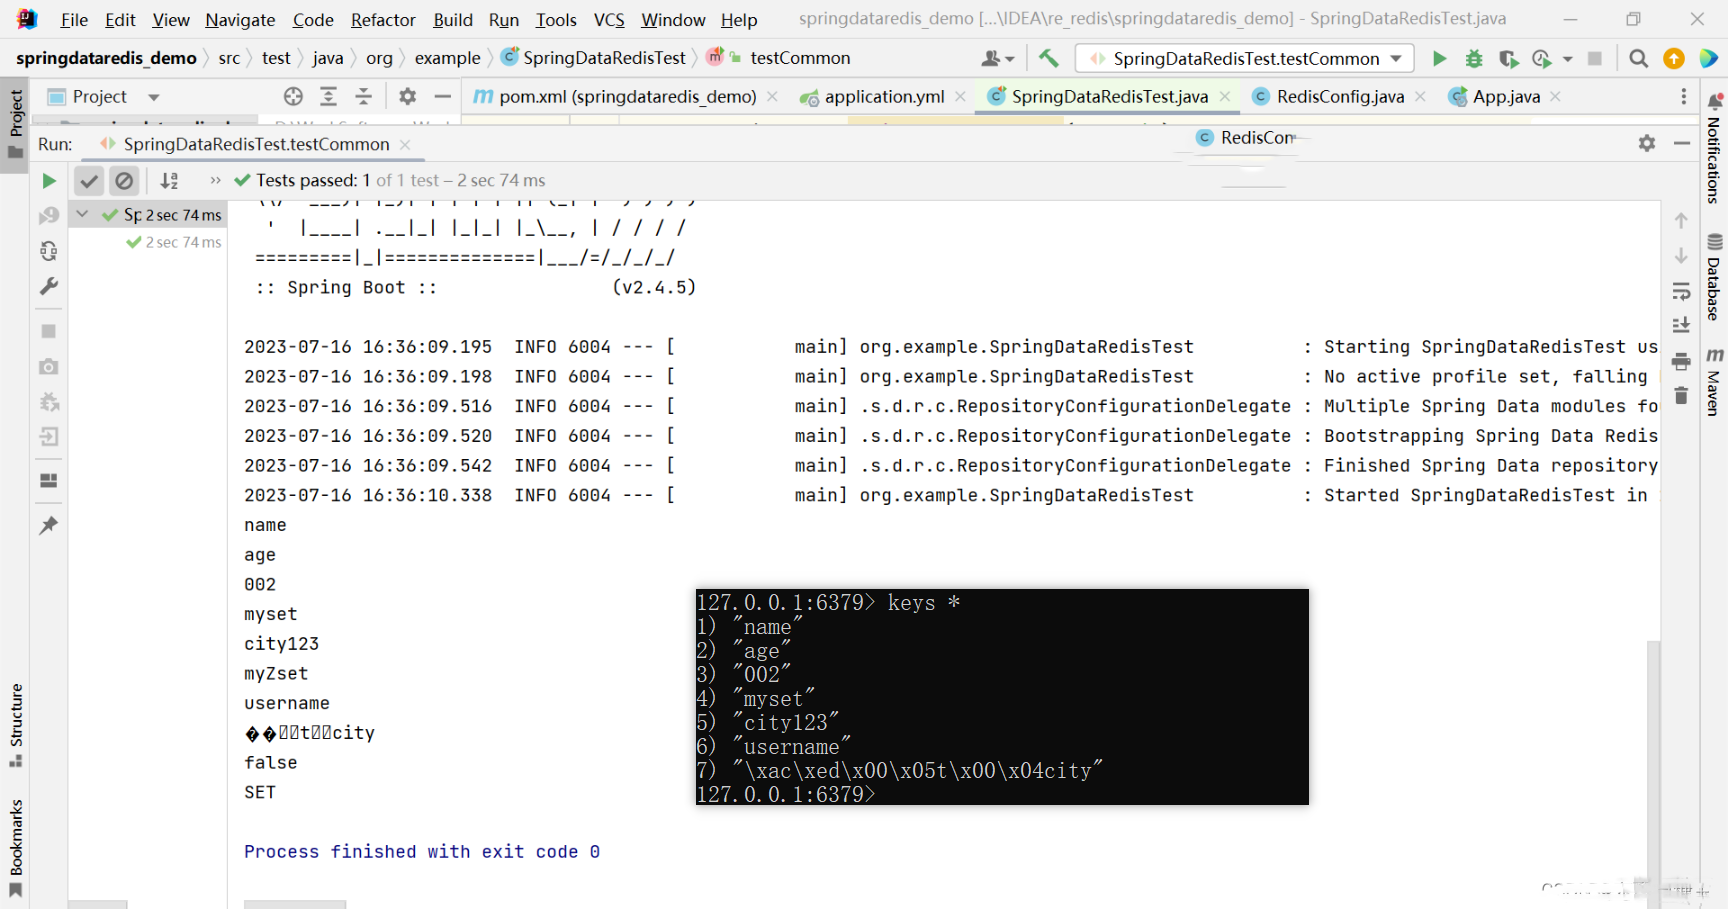 File Edit View Navigate Code Refactor Build Run Tools VCS Window Help springdataredis_demo [...\IDEA\re_redis\springdataredis_demo] - SpringDataRedisTest.java
springdataredis_demo src test java org example SpringDataRedisTest testCommon SpringDataRedisTest.testCommon
Project pom.xml (springdataredis_demo) application.yml SpringDataRedisTest.java RedisConfig.java App.java
Run: SpringDataRedisTest.testCommon RedisCon
Tests passed: 1 of 1 test – 2 sec 74 ms
2 sec 74 ms
2 sec 74 ms
' |____| .__|_| |_|_| |_\__, | / / / /
=========|_|==============|___/=/_/_/_/
:: Spring Boot :: (v2.4.5)
2023-07-16 16:36:09.195 INFO 6004 --- [ main] org.example.SpringDataRedisTest : Starting SpringDataRedisTest us
2023-07-16 16:36:09.198 INFO 6004 --- [ main] org.example.SpringDataRedisTest : No active profile set, falling
2023-07-16 16:36:09.516 INFO 6004 --- [ main] .s.d.r.c.RepositoryConfigurationDelegate : Multiple Spring Data modules fo
2023-07-16 16:36:09.520 INFO 6004 --- [ main] .s.d.r.c.RepositoryConfigurationDelegate : Bootstrapping Spring Data Redis
2023-07-16 16:36:09.542 INFO 6004 --- [ main] .s.d.r.c.RepositoryConfigurationDelegate : Finished Spring Data repository
2023-07-16 16:36:10.338 INFO 6004 --- [ main] org.example.SpringDataRedisTest : Started SpringDataRedisTest in
name
age
002
myset
city123
myZset
username
��t city
false
SET
Process finished with exit code 0
127.0.0.1:6379> keys *
1) "name"
2) "age"
3) "002"
4) "myset"
5) "city123"
6) "username"
7) "\xac\xed\x00\x05t\x00\x04city"
127.0.0.1:6379>
Project
Structure
Bookmarks
Notifications
Database
Maven